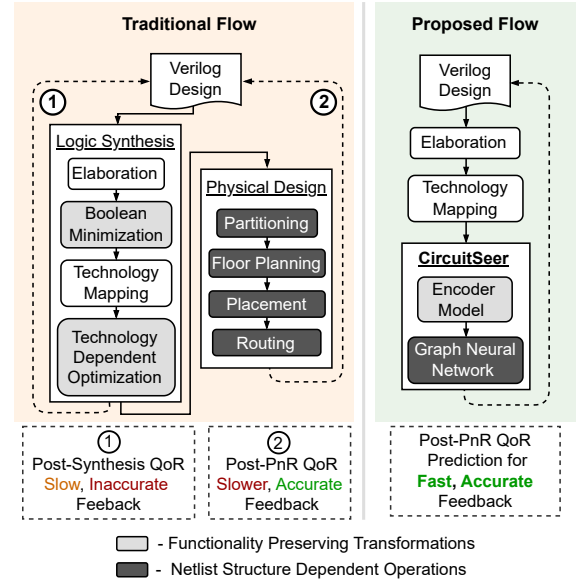 Traditional Flow
Verilog
Design
1
2
Logic Synthesis
Elaboration
Boolean
Minimization
Technology
Mapping
Technology
Dependent
Optimization
Physical Design
Partitioning
Floor Planning
Placement
Routing
1
Post-Synthesis QoR
Slow, Inaccurate
Feeback
2
Post-PnR QoR
Slower, Accurate
Feedback
Proposed Flow
Verilog
Design
Elaboration
Technology
Mapping
CircuitSeer
Encoder
Model
Graph Neural
Network
Post-PnR QoR
Prediction for
Fast, Accurate
Feedback
- Functionality Preserving Transformations
- Netlist Structure Dependent Operations